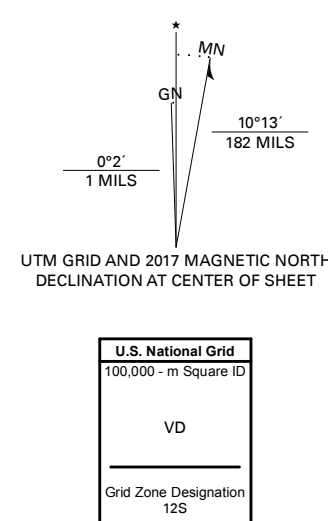 ★
MN
GN
10°13´
182 MILS
0°2´
1 MILS
UTM GRID AND 2017 MAGNETIC NORTH
DECLINATION AT CENTER OF SHEET
U.S. National Grid
100,000 - m Square ID
VD
Grid Zone Designation
12S